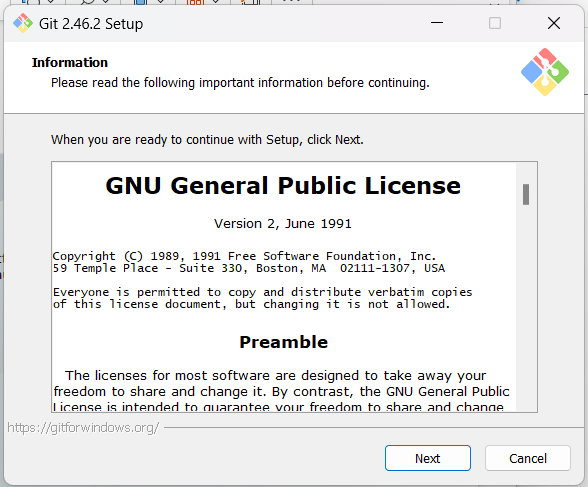 Git 2.46.2 Setup
Information
Please read the following important information before continuing.
When you are ready to continue with Setup, click Next.
GNU General Public License
Version 2, June 1991
Copyright (C) 1989, 1991 Free Software Foundation, Inc.
59 Temple Place - Suite 330, Boston, MA  02111-1307, USA
Everyone is permitted to copy and distribute verbatim copies
of this license document, but changing it is not allowed.
Preamble
The licenses for most software are designed to take away your
freedom to share and change it. By contrast, the GNU General Public
License is intended to guarantee your freedom to share and change
https://gitforwindows.org/
Next
Cancel